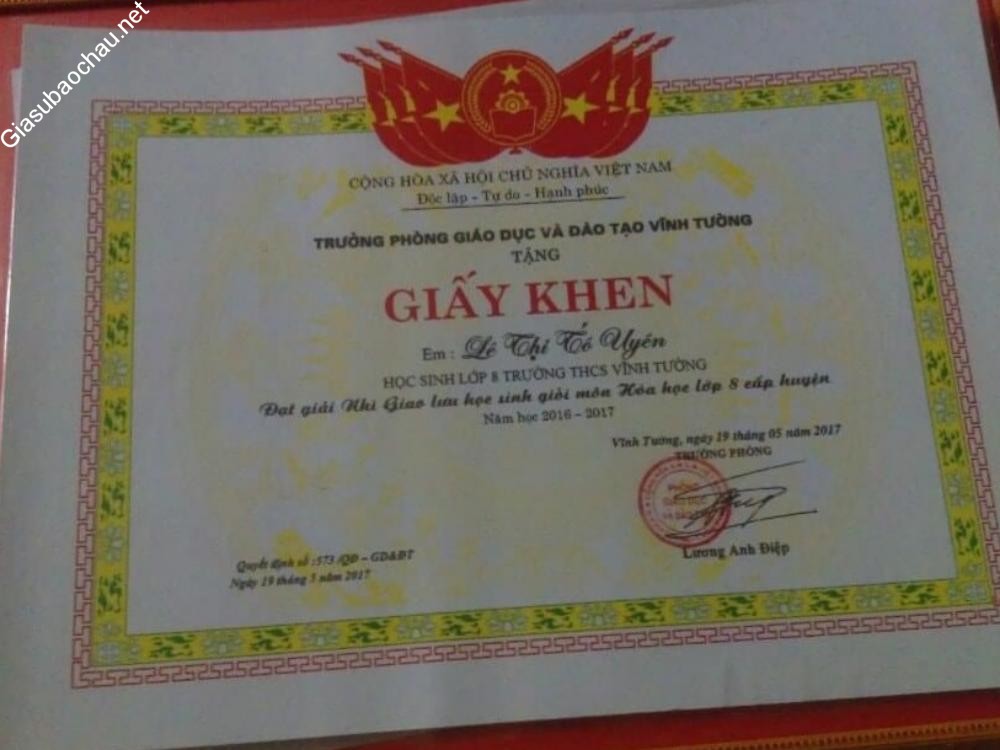 Giasubaochau.net
CỘNG HÒA XÃ HỘI CHỦ NGHĨA VIỆT NAM
Độc lập - Tự do - Hạnh phúc
TRƯỞNG PHÒNG GIÁO DỤC VÀ ĐÀO TẠO VĨNH TƯỜNG
TẶNG
GIẤY KHEN
Em : Lê Thị Tố Uyên
HỌC SINH LỚP 8 TRƯỜNG THCS VĨNH TƯỜNG
Đạt giải Nhì Giao lưu học sinh giỏi môn Hóa học lớp 8 cấp huyện
Năm học 2016 - 2017
Vĩnh Tường, ngày 19 tháng 05 năm 2017
TRƯỞNG PHÒNG
Lương Anh Điệp
Quyết định số :573 /QĐ - GD&ĐT
Ngày 19 tháng 5 năm 2017